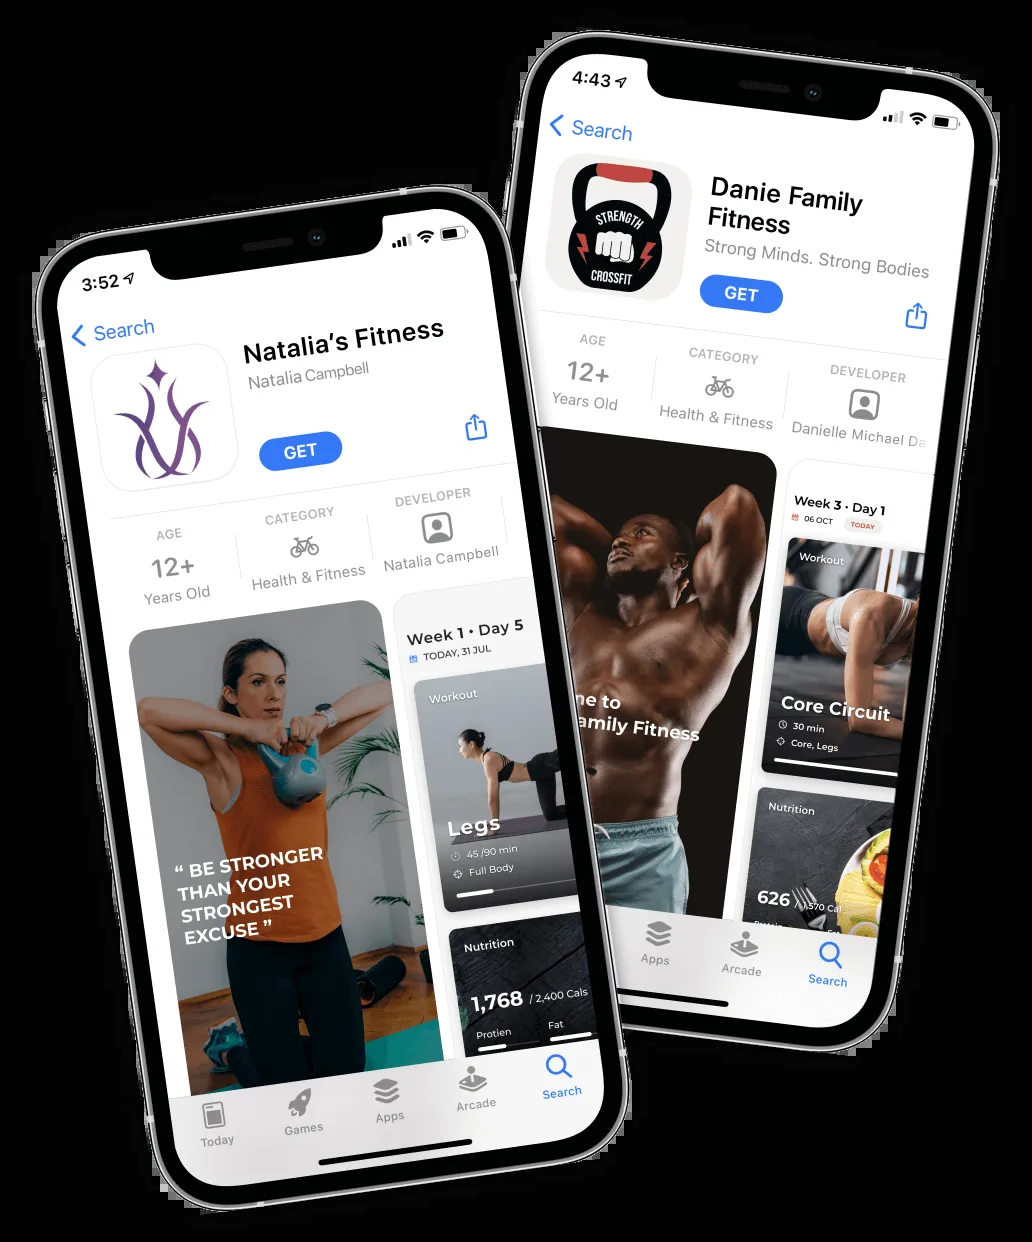 3:52
Search
Natalia's Fitness
Natalia Campbell
GET
AGE
12+
Years Old
CATEGORY
Health & Fitness
DEVELOPER
Natalia Campbell
“ BE STRONGER
THAN YOUR
STRONGEST
EXCUSE ”
Week 1 • Day 5
TODAY, 31 JUL
Workout
Legs
45 /90 min
Full Body
Nutrition
1,768 / 2,400 Cals
Protien
Fat
Today
Games
Apps
Arcade
Search
4:43
Search
STRENGTH
CROSSFIT
Danie Family
Fitness
Strong Minds. Strong Bodies
GET
AGE
12+
Years Old
CATEGORY
Health & Fitness
DEVELOPER
Danielle Michael Da
ne to
amily Fitness
Week 3 • Day 1
06 OCT
TODAY
Workout
Core Circuit
30 min
Core, Legs
Nutrition
626 / 1,570 Cal
Apps
Arcade
Search